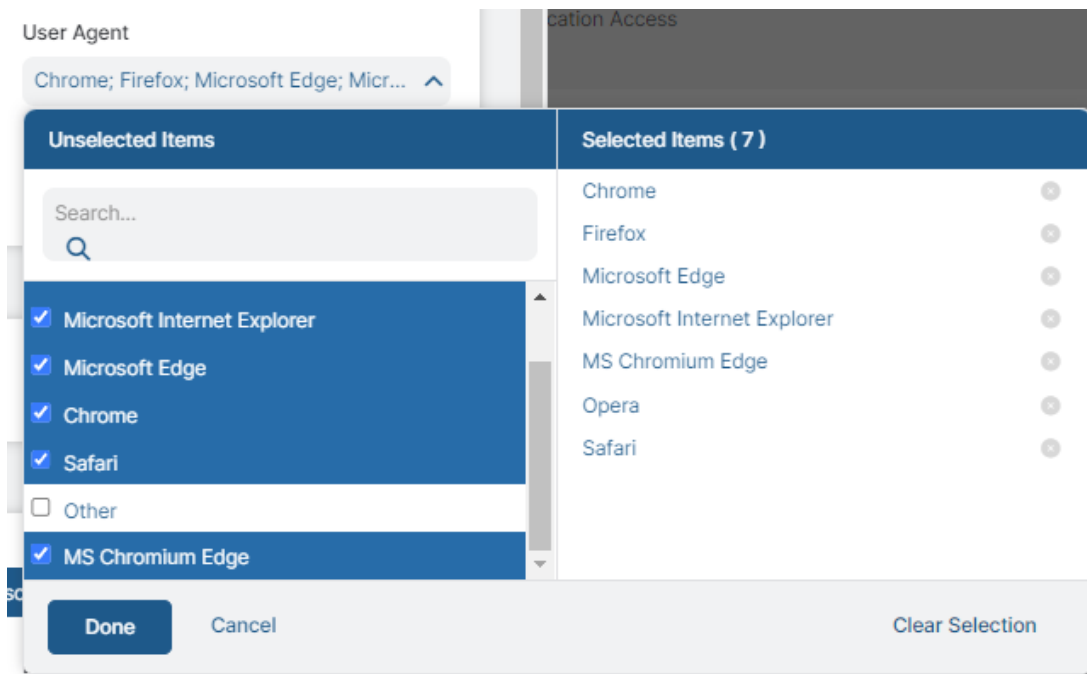 cation Access
User Agent
Chrome; Firefox; Microsoft Edge; Micr...
Unselected Items
Search...
Microsoft Internet Explorer
Microsoft Edge
Chrome
Safari
Other
MS Chromium Edge
Selected Items ( 7 )
Chrome
Firefox
Microsoft Edge
Microsoft Internet Explorer
MS Chromium Edge
Opera
Safari
Done
Cancel
Clear Selection